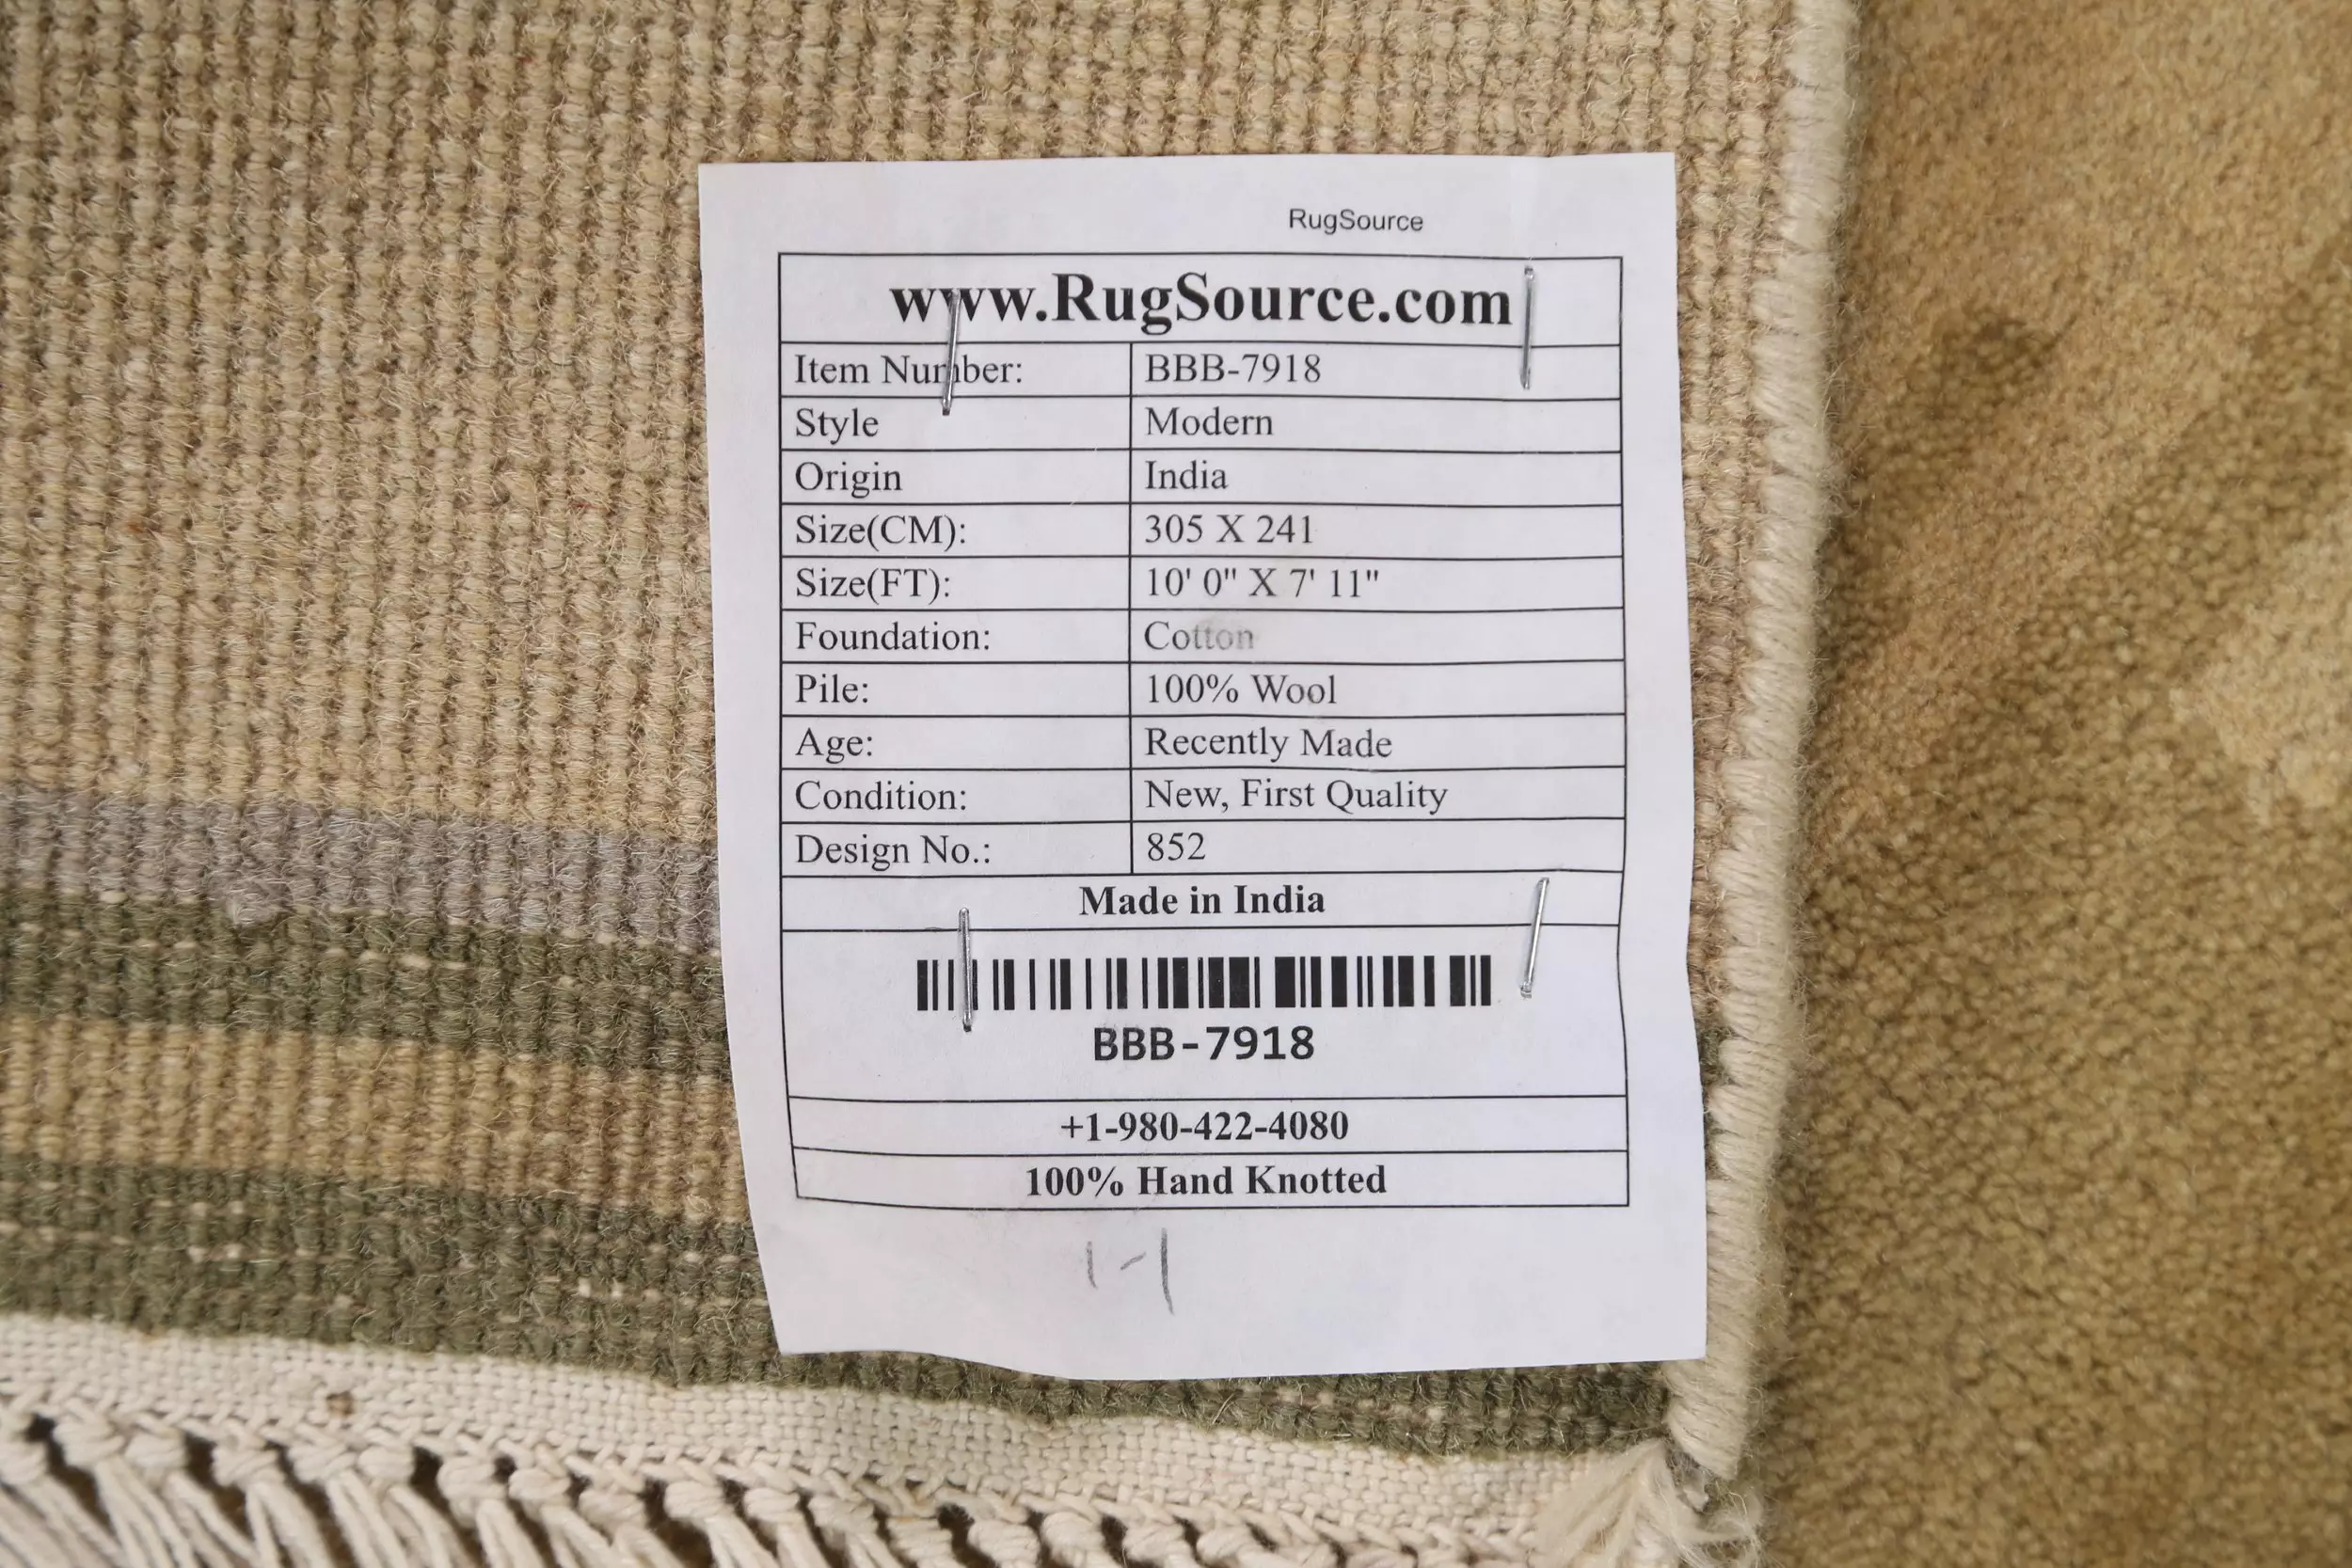 RugSource
www.RugSource.com
Item Number: BBB-7918
Style Modern
Origin India
Size(CM): 305 X 241
Size(FT): 10' 0" X 7' 11"
Foundation: Cotton
Pile: 100% Wool
Age: Recently Made
Condition: New, First Quality
Design No.: 852
Made in India
BBB-7918
+1-980-422-4080
100% Hand Knotted
1-1